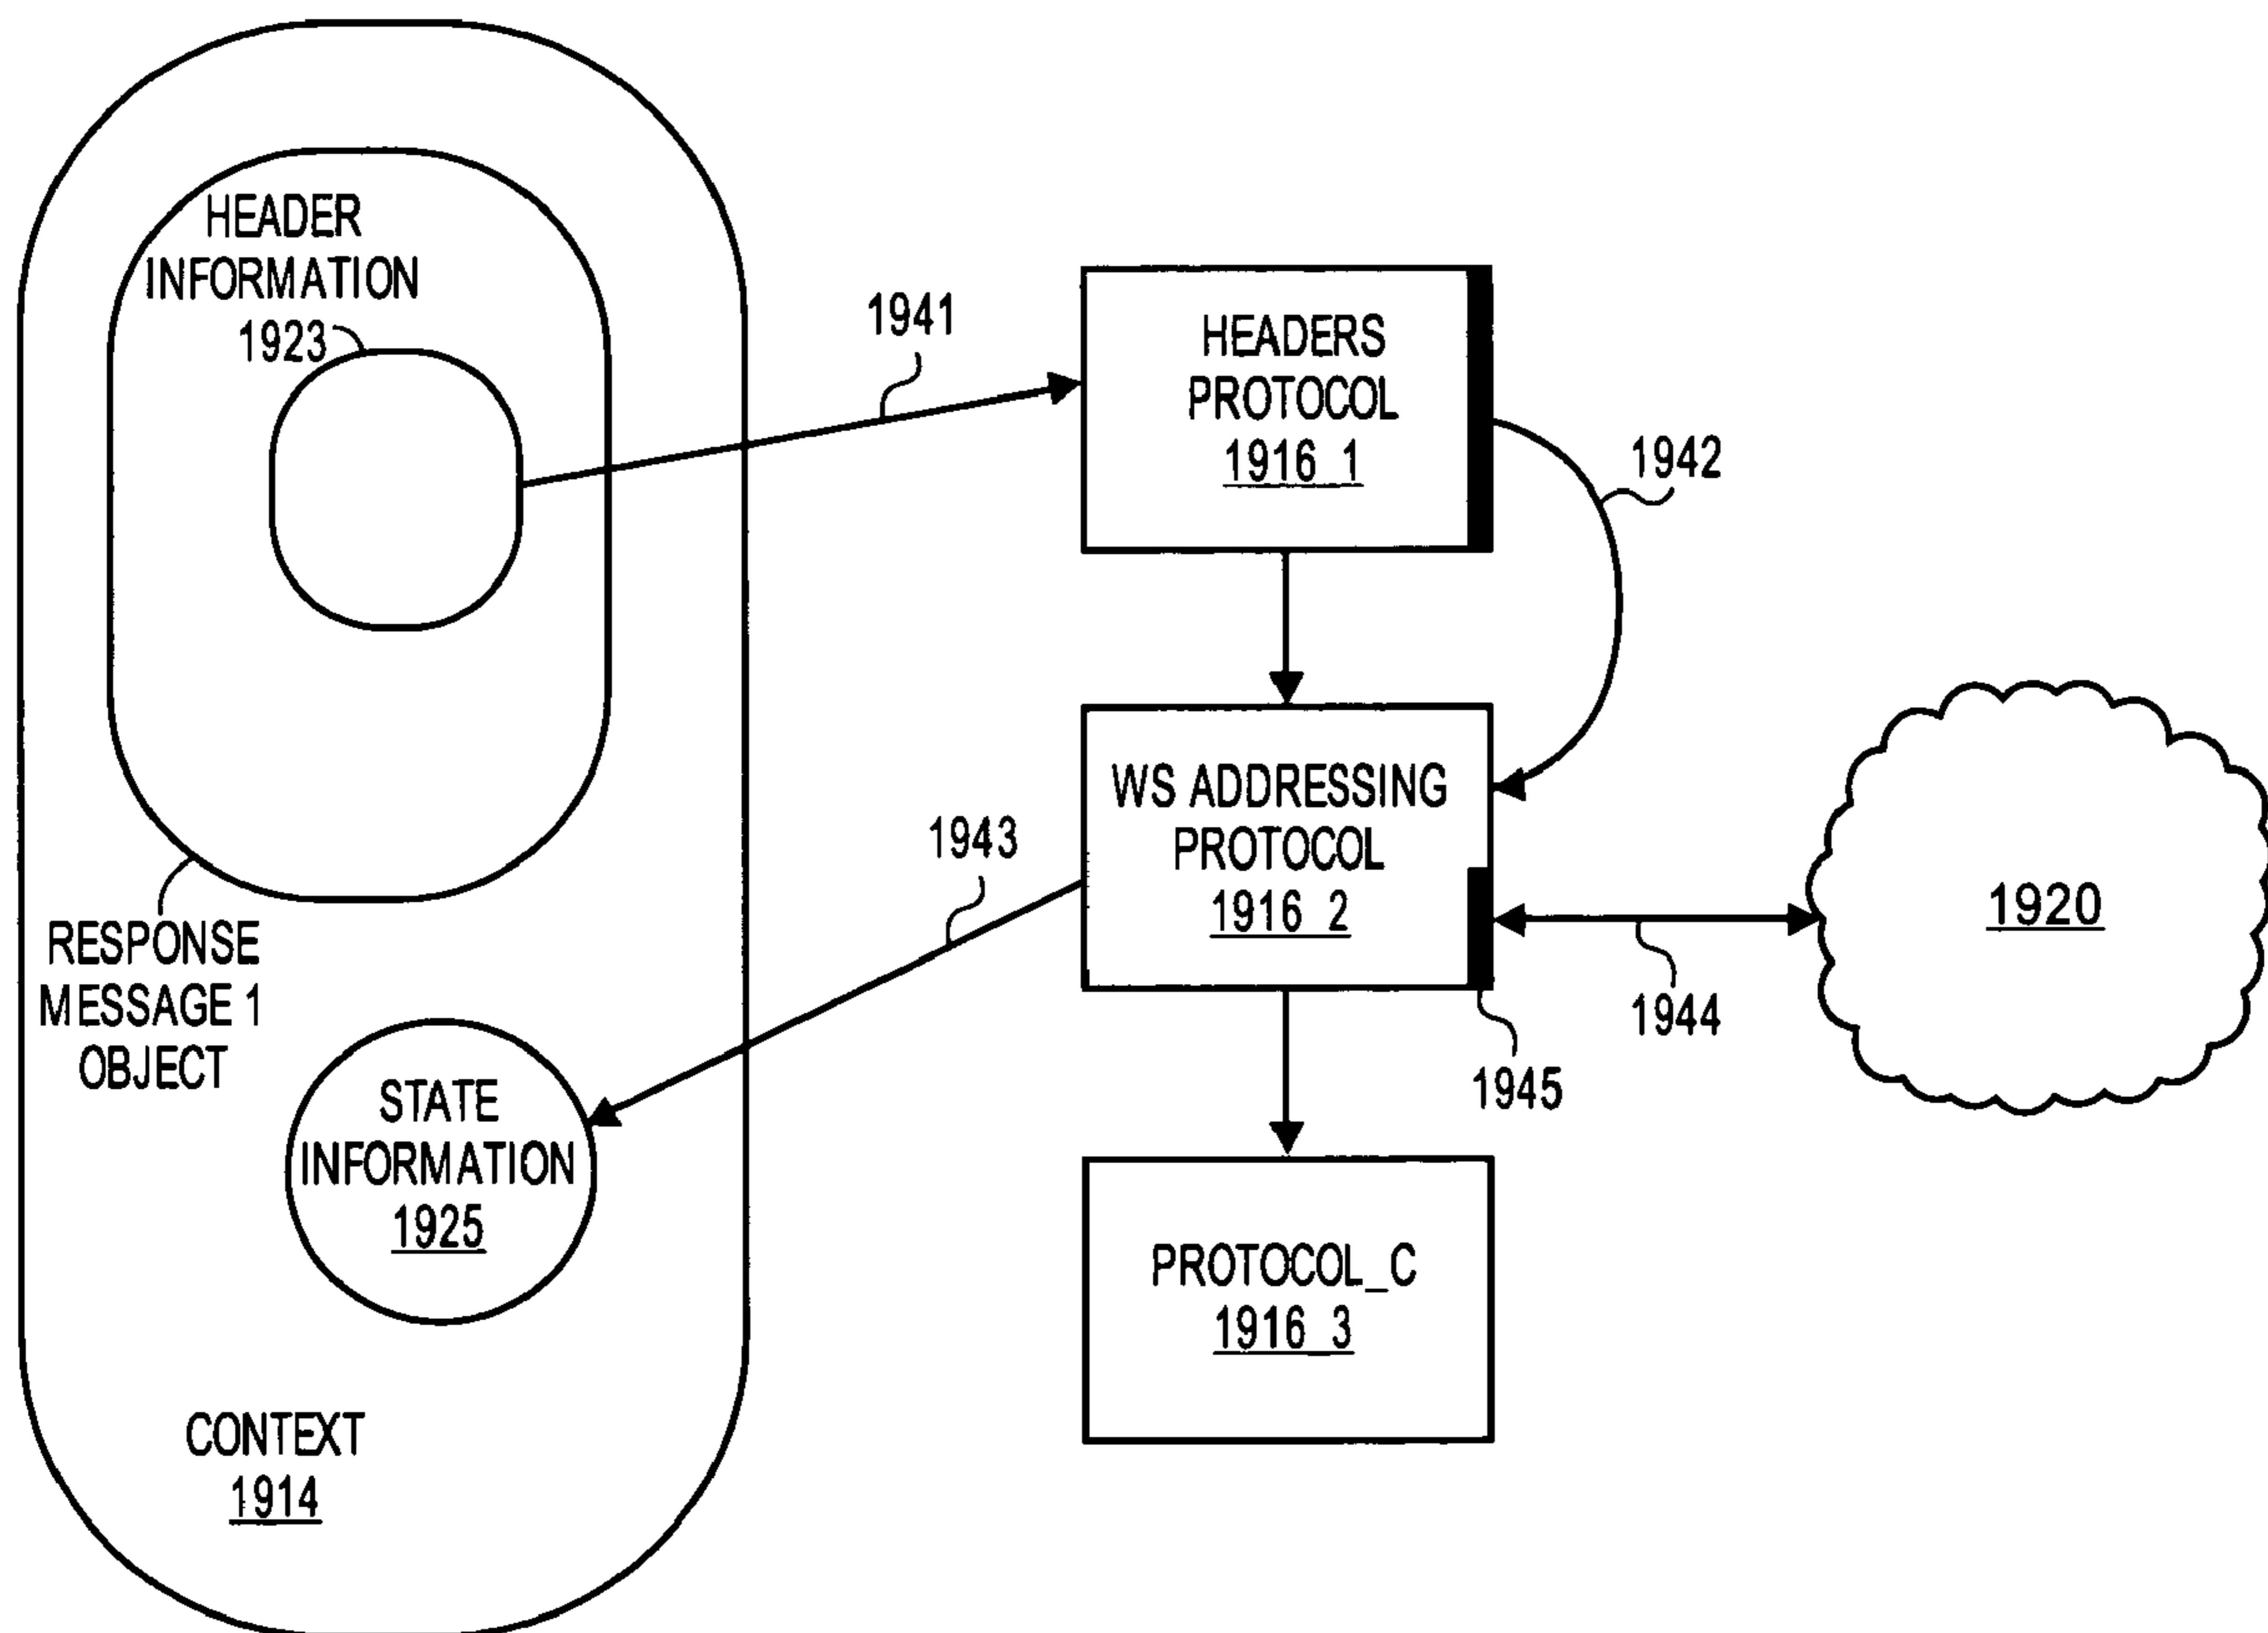 HEADER
INFORMATION
1923
RESPONSE
MESSAGE 1
OBJECT
STATE
INFORMATION
1925
CONTEXT
1914
1941
HEADERS
PROTOCOL
1916_1
1942
WS ADDRESSING
PROTOCOL
1916_2
1943
1944
1945
1920
PROTOCOL_C
1916_3